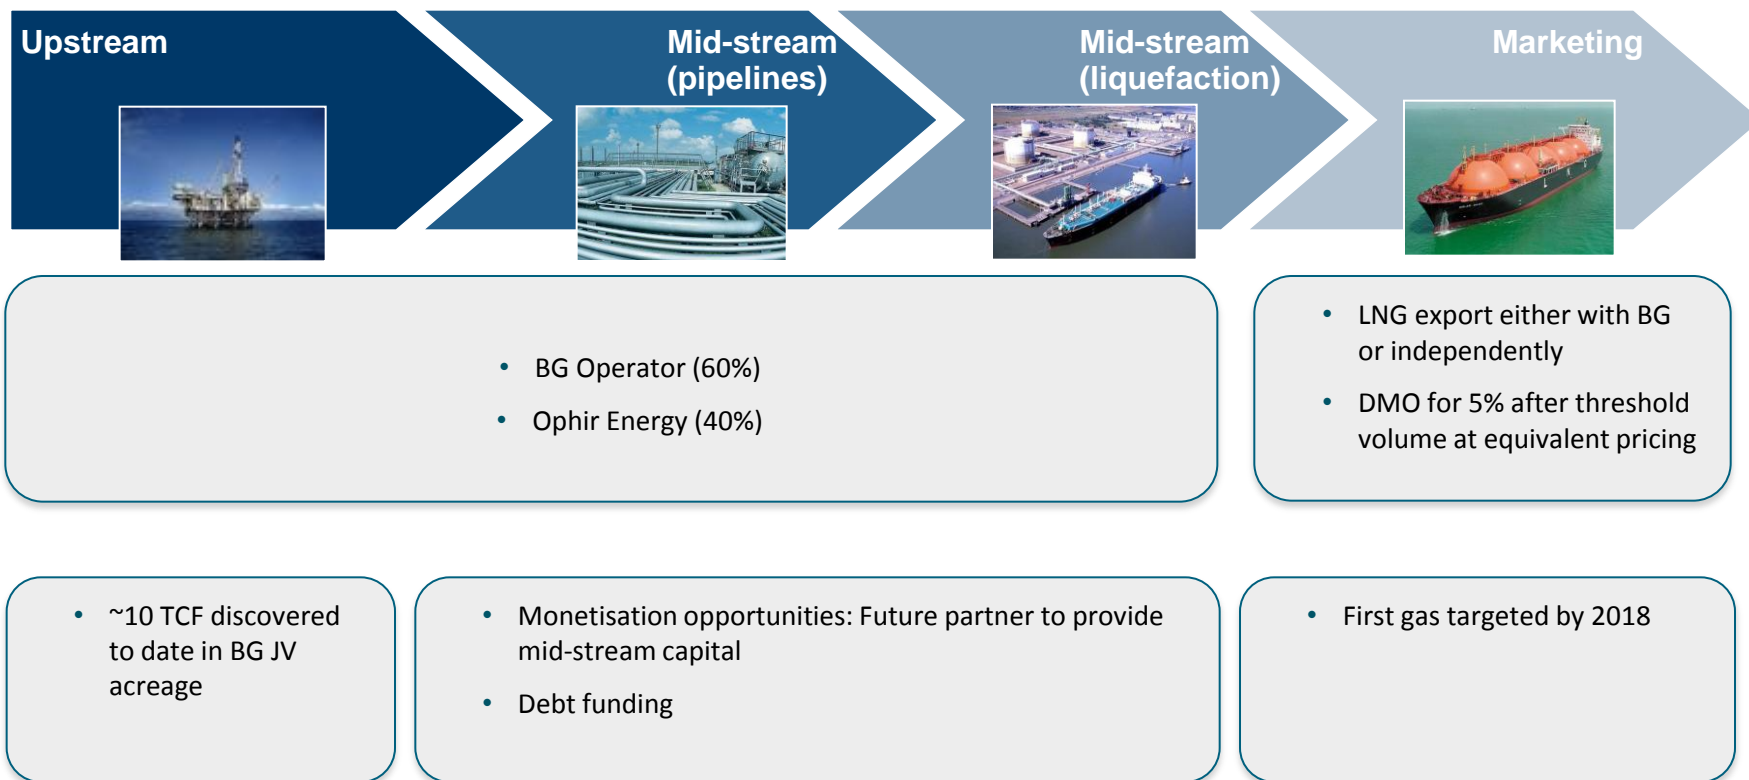 Upstream
Mid-stream
(pipelines)
Mid-stream
(liquefaction)
Marketing
• BG Operator (60%)
• Ophir Energy (40%)
• LNG export either with BG
or independently
• DMO for 5% after threshold
volume at equivalent pricing
• ~10 TCF discovered
to date in BG JV
acreage
• Monetisation opportunities: Future partner to provide
mid-stream capital
• Debt funding
• First gas targeted by 2018